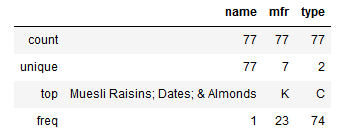 name mfr type
count 77 77 77
unique 77 7 2
top Muesli Raisins; Dates; & Almonds K C
freq 1 23 74